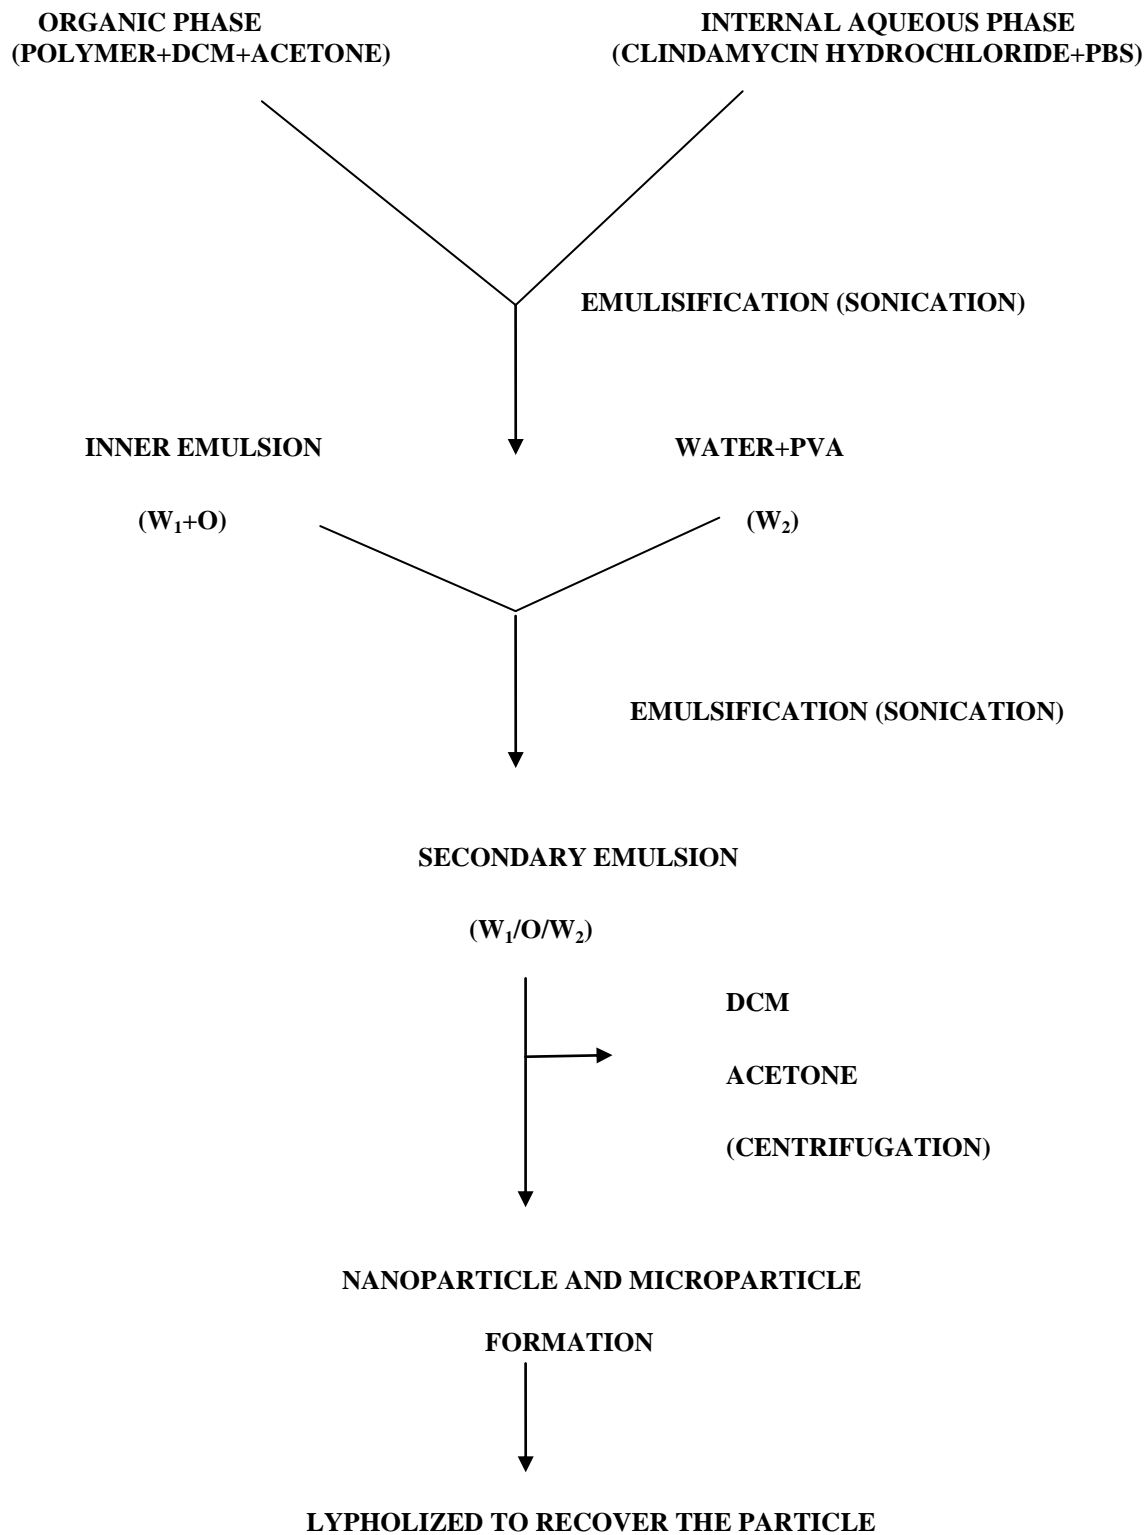 ORGANIC PHASE
(POLYMER+DCM+ACETONE)
INTERNAL AQUEOUS PHASE
(CLINDAMYCIN HYDROCHLORIDE+PBS)
EMULISIFICATION (SONICATION)
INNER EMULSION
(W₁+O)
WATER+PVA
(W₂)
EMULSIFICATION (SONICATION)
SECONDARY EMULSION
(W₁/O/W₂)
DCM
ACETONE
(CENTRIFUGATION)
NANOPARTICLE AND MICROPARTICLE
FORMATION
LYPHOLIZED TO RECOVER THE PARTICLE